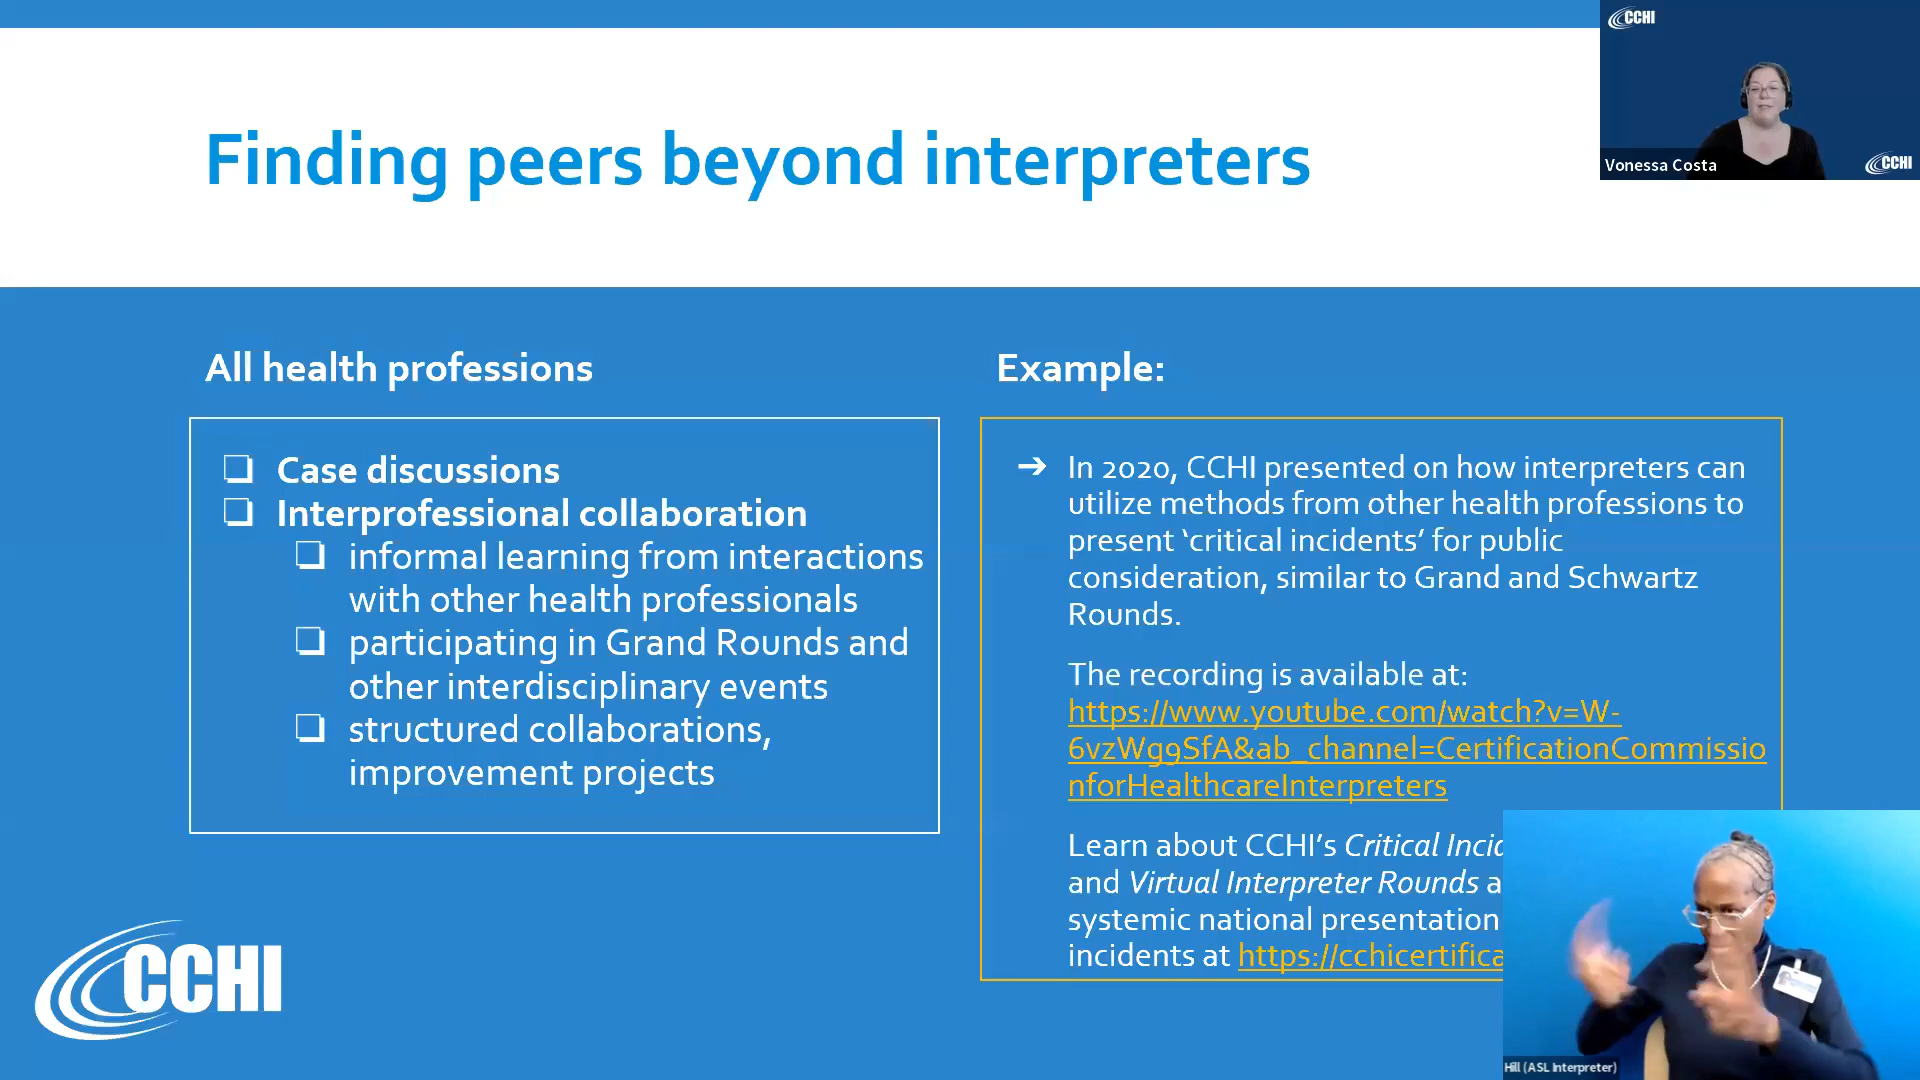 CCHI
Vonessa Costa
CCHI
Finding peers beyond interpreters
All health professions
❏ Case discussions
❏ Interprofessional collaboration
❏ informal learning from interactions
with other health professionals
❏ participating in Grand Rounds and
other interdisciplinary events
❏ structured collaborations,
improvement projects
Example:
➔ In 2020, CCHI presented on how interpreters can
utilize methods from other health professions to
present ‘critical incidents’ for public
consideration, similar to Grand and Schwartz
Rounds.
The recording is available at:
https://www.youtube.com/watch?v=W-
6vzWg9SfA&ab_channel=CertificationCommissio
nforHealthcareInterpreters
Learn about CCHI’s Critical Incid
and Virtual Interpreter Rounds a
systemic national presentation
incidents at https://cchicertifica
CCHI
Hill (ASL Interpreter)